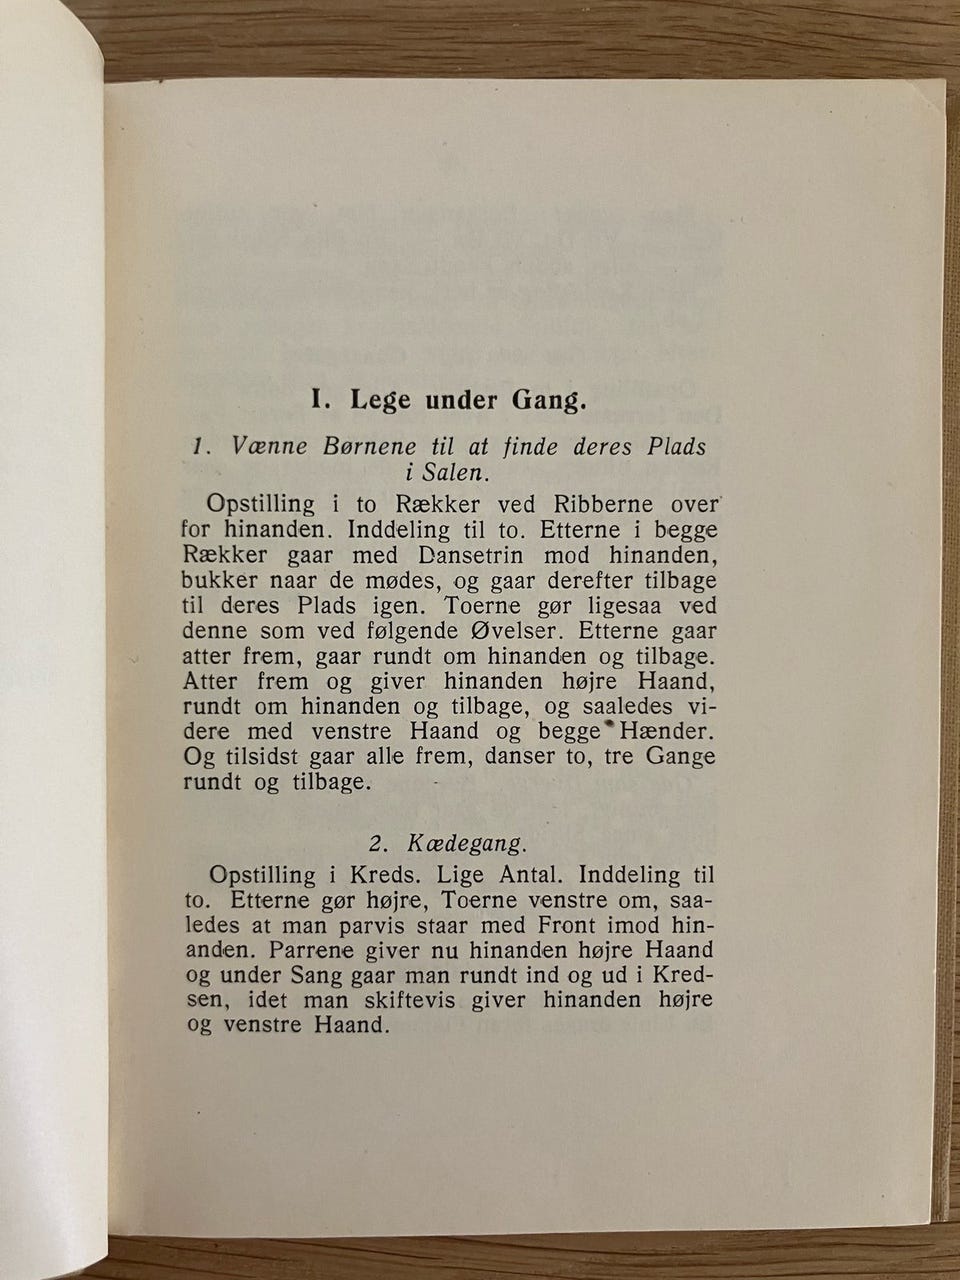 I. Lege under Gang.
1. Vænne Børnene til at finde deres Plads
i Salen.
Opstilling i to Rækker ved Ribberne over
for hinanden. Inddeling til to. Etterne i begge
Rækker gaar med Dansetrin mod hinanden,
bukker naar de mødes, og gaar derefter tilbage
til deres Plads igen. Toerne gør ligesaa ved
denne som ved følgende Øvelser. Etterne gaar
atter frem, gaar rundt om hinanden og tilbage.
Atter frem og giver hinanden højre Haand,
rundt om hinanden og tilbage, og saaledes vi-
dere med venstre Haand og begge Hænder.
Og tilsidst gaar alle frem, danser to, tre Gange
rundt og tilbage.
2. Kædegang.
Opstilling i Kreds. Lige Antal. Inddeling til
to. Etterne gør højre, Toerne venstre om, saa-
ledes at man parvis staar med Front imod hin-
anden. Parrene giver nu hinanden højre Haand
og under Sang gaar man rundt ind og ud i Kred-
sen, idet man skiftevis giver hinanden højre
og venstre Haand.